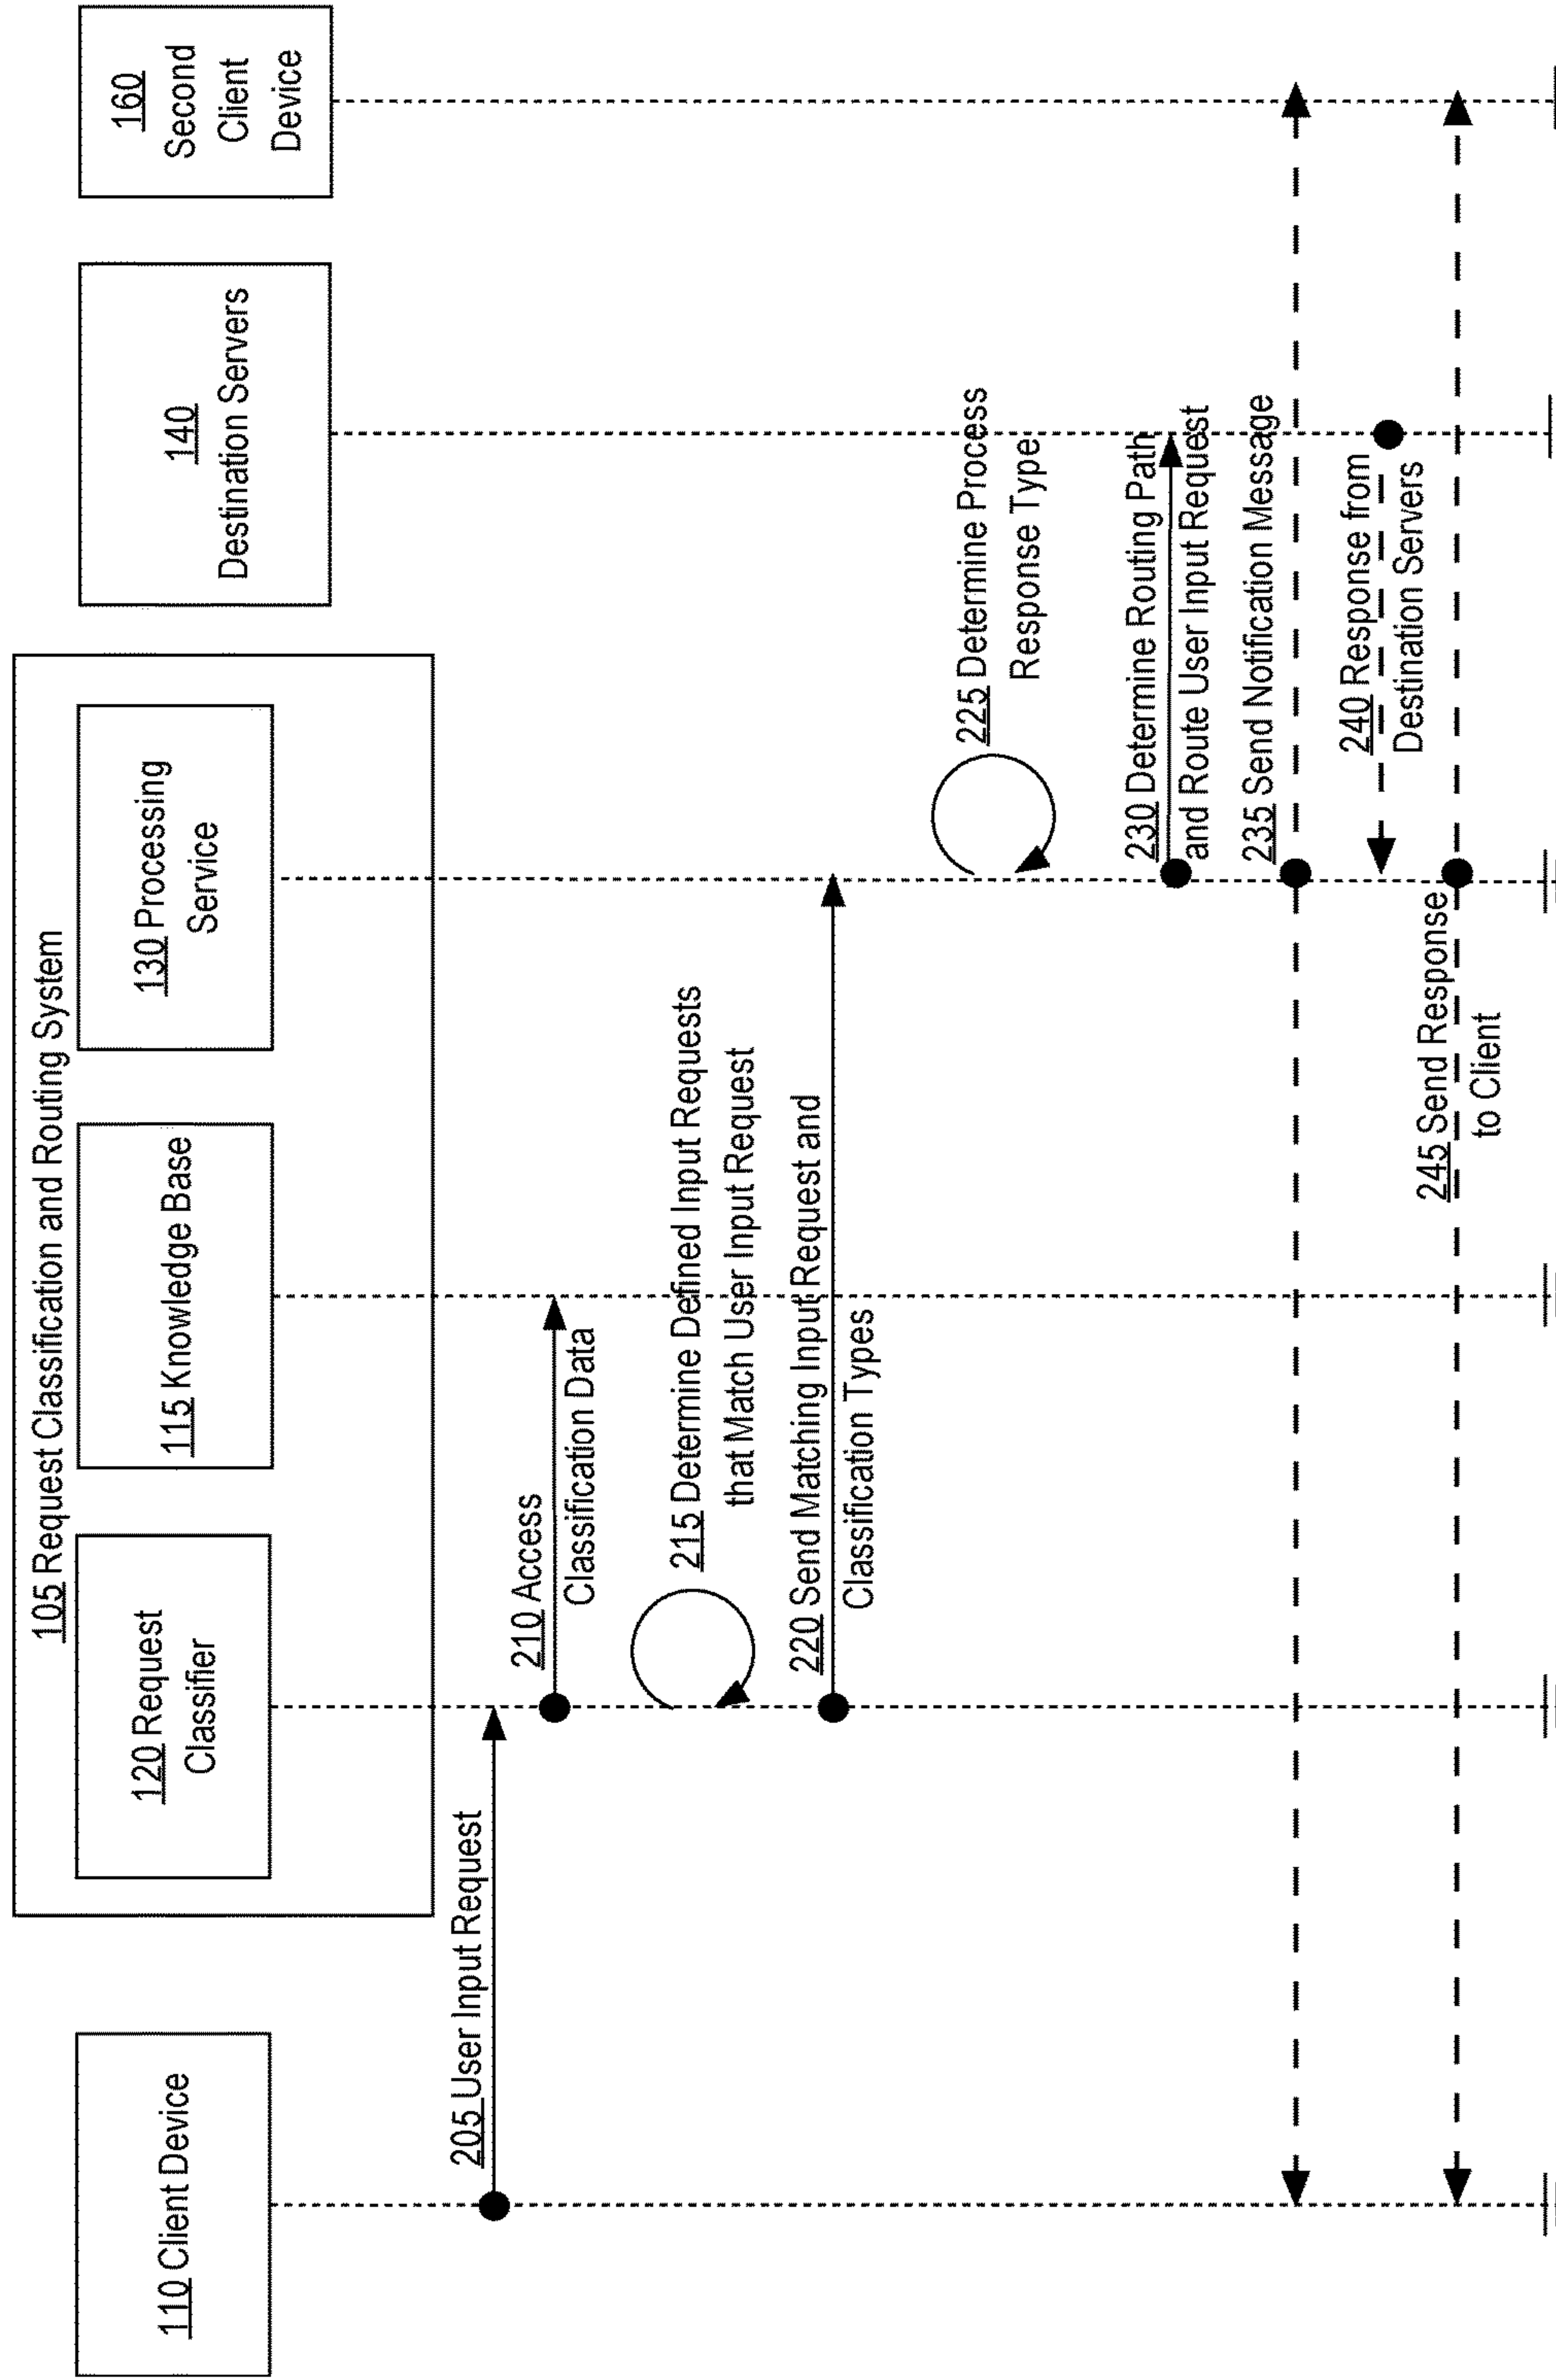 105 Request Classification and Routing System
110 Client Device
120 Request
Classifier
115 Knowledge Base
130 Processing
Service
140
Destination Servers
160
Second
Client
Device
205 User Input Request
210 Access
Classification Data
215 Determine Defined Input Requests
that Match User Input Request
220 Send Matching Input Request and
Classification Types
225 Determine Process
Response Type
230 Determine Routing Path
and Route User Input Request
235 Send Notification Message
240 Response from
Destination Servers
245 Send Response
to Client